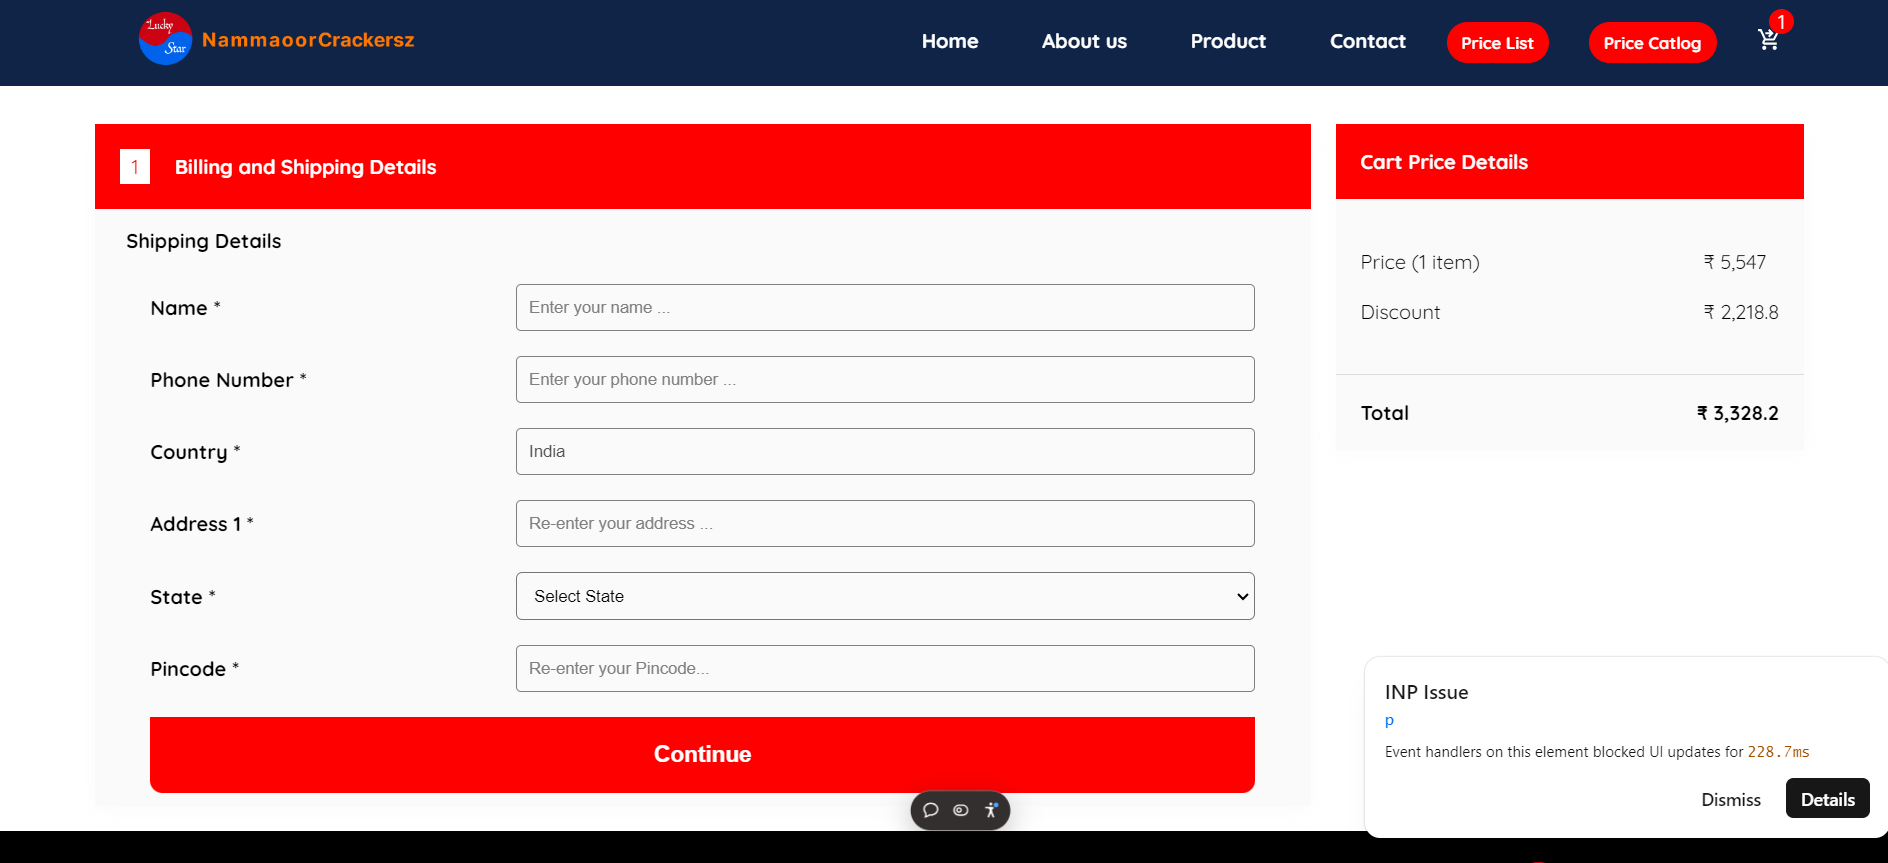 Lucky
Star
NammaoorCrackersz
Home
About us
Product
Contact
Price List
Price Catlog
1
1
Billing and Shipping Details
Shipping Details
Name *
Enter your name ...
Phone Number *
Enter your phone number ...
Country *
India
Address 1 *
Re-enter your address ...
State *
Select State
Pincode *
Re-enter your Pincode...
Continue
Cart Price Details
Price (1 item)
₹ 5,547
Discount
₹ 2,218.8
Total
₹ 3,328.2
INP Issue
p
Event handlers on this element blocked UI updates for 228.7ms
Dismiss
Details